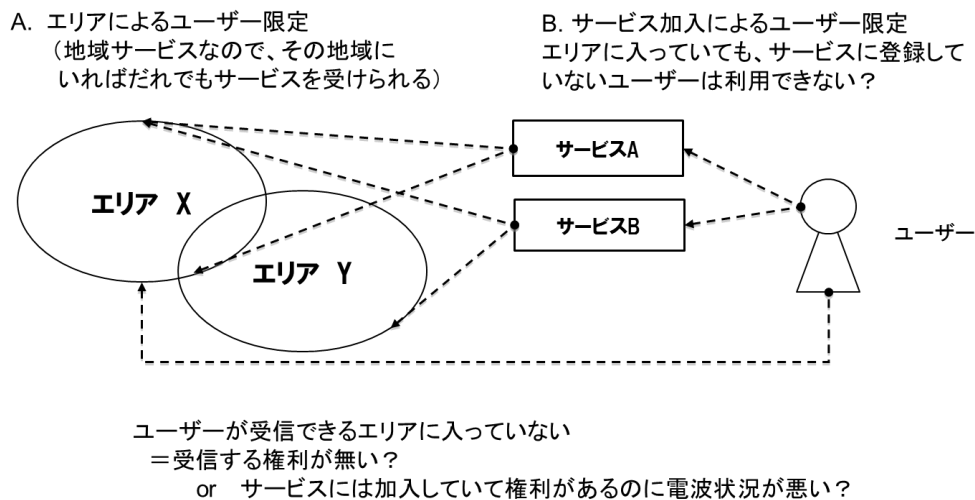 A. エリアによるユーザー限定
（地域サービスなので、その地域に
いればだれでもサービスを受けられる）
B. サービス加入によるユーザー限定
エリアに入っていても、サービスに登録して
いないユーザーは利用できない？
サービスA
エリア X
サービスB
ユーザー
エリア Y
ユーザーが受信できるエリアに入っていない
＝受信する権利が無い？
or サービスには加入していて権利があるのに電波状況が悪い？